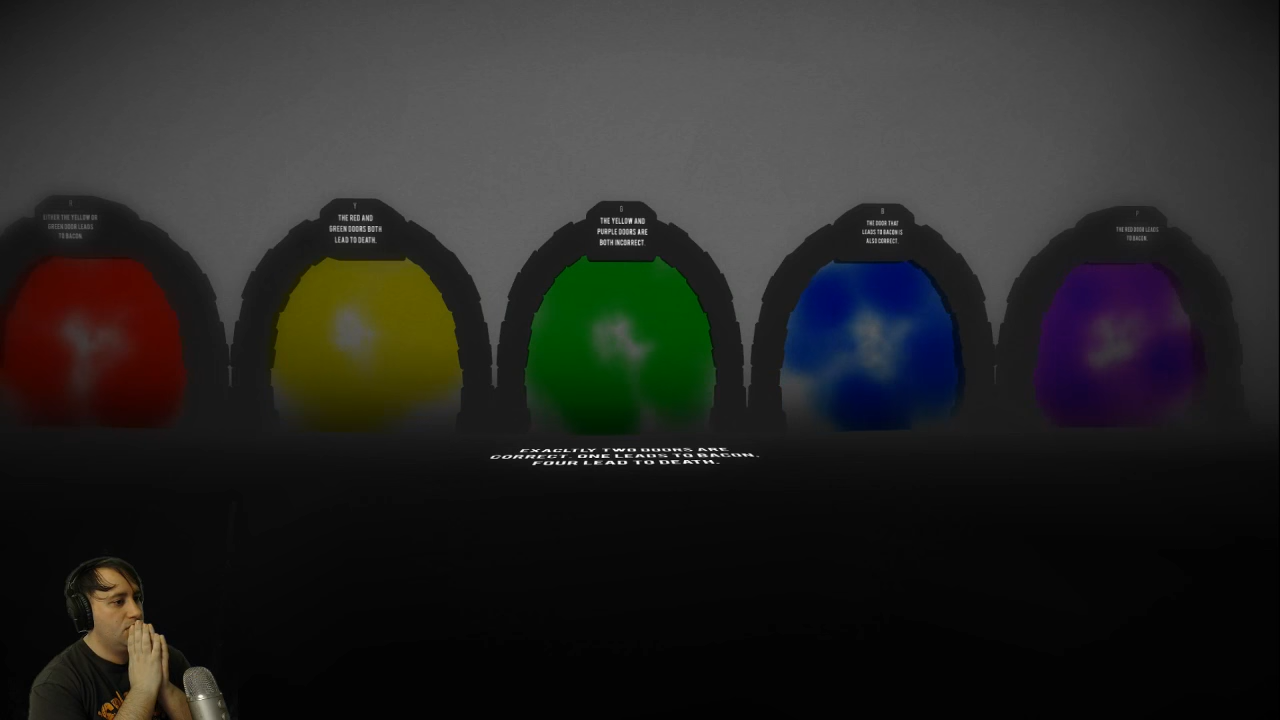 R
EITHER THE YELLOW OR
GREEN DOOR LEADS
TO BACON.
Y
THE RED AND
GREEN DOORS BOTH
LEAD TO DEATH.
G
THE YELLOW AND
PURPLE DOORS ARE
BOTH INCORRECT.
B
THE DOOR THAT
LEADS TO BACON IS
ALSO CORRECT.
P
THE RED DOOR LEADS
TO BACON.
EXACLTLY TWO DOORS ARE
CORRECT. ONE LEADS TO BACON.
FOUR LEAD TO DEATH.